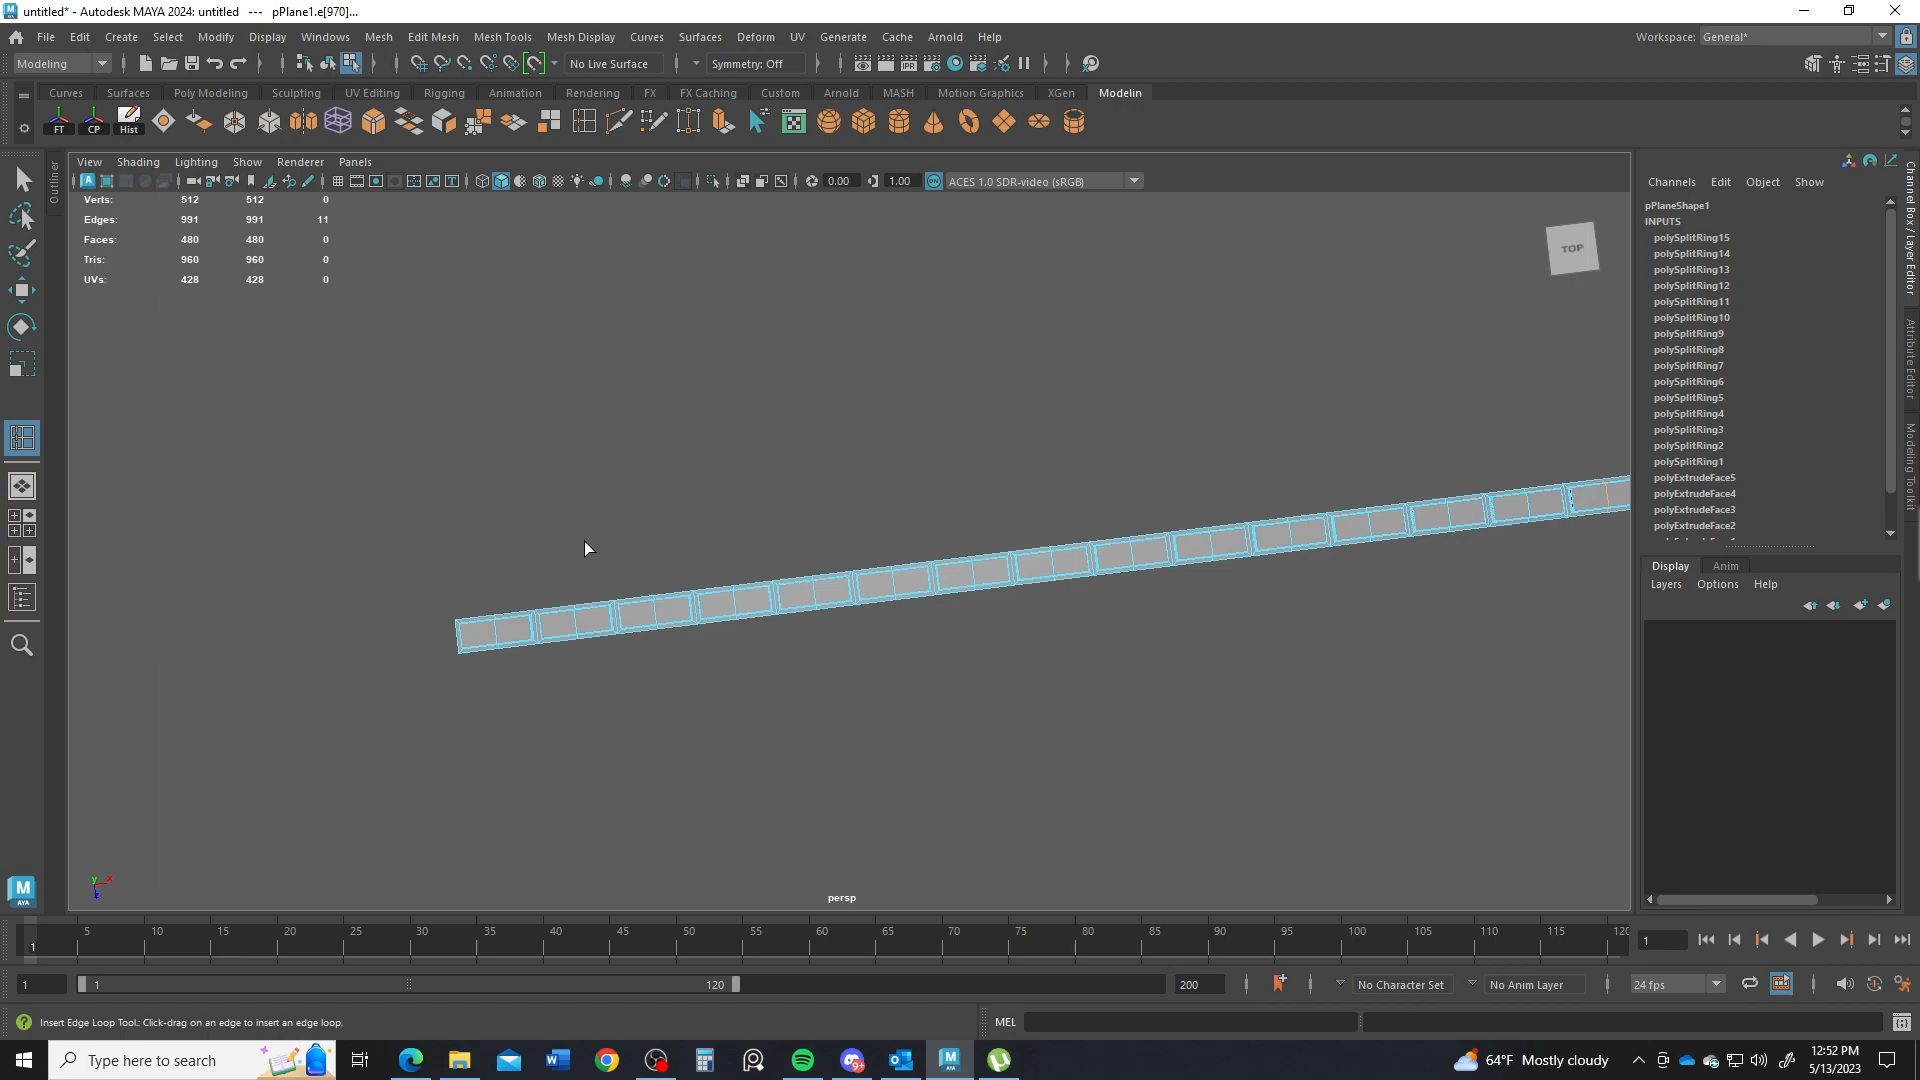 untitled* - Autodesk MAYA 2024: untitled --- pPlane1.e[970]...
File Edit Create Select Modify Display Windows Mesh Edit Mesh Mesh Tools Mesh Display Curves Surfaces Deform UV Generate Cache Arnold Help
Workspace: General*
Modeling
No Live Surface
Symmetry: Off
IPR
Curves Surfaces Poly Modeling Sculpting UV Editing Rigging Animation Rendering FX FX Caching Custom Arnold MASH Motion Graphics XGen Modelin
FT CP Hist
View Shading Lighting Show Renderer Panels
0.00 1.00 ON ACES 1.0 SDR-video (sRGB)
Outliner
Verts: 512 512 0
Edges: 991 991 11
Faces: 480 480 0
Tris: 960 960 0
UVs: 428 428 0
TOP
persp
y x z
Channels Edit Object Show
pPlaneShape1
INPUTS
polySplitRing15
polySplitRing14
polySplitRing13
polySplitRing12
polySplitRing11
polySplitRing10
polySplitRing9
polySplitRing8
polySplitRing7
polySplitRing6
polySplitRing5
polySplitRing4
polySplitRing3
polySplitRing2
polySplitRing1
polyExtrudeFace5
polyExtrudeFace4
polyExtrudeFace3
polyExtrudeFace2
Display Anim
Layers Options Help
Channel Box / Layer Editor
Attribute Editor
Modeling Toolkit
M
AYA
5 10 15 20 25 30 35 40 45 50 55 60 65 70 75 80 85 90 95 100 105 110 115 120
1
1
1 1 120 200
No Character Set
No Anim Layer
24 fps
Insert Edge Loop Tool: Click-drag on an edge to insert an edge loop.
MEL
Type here to search
9+
64°F Mostly cloudy
12:52 PM
5/13/2023